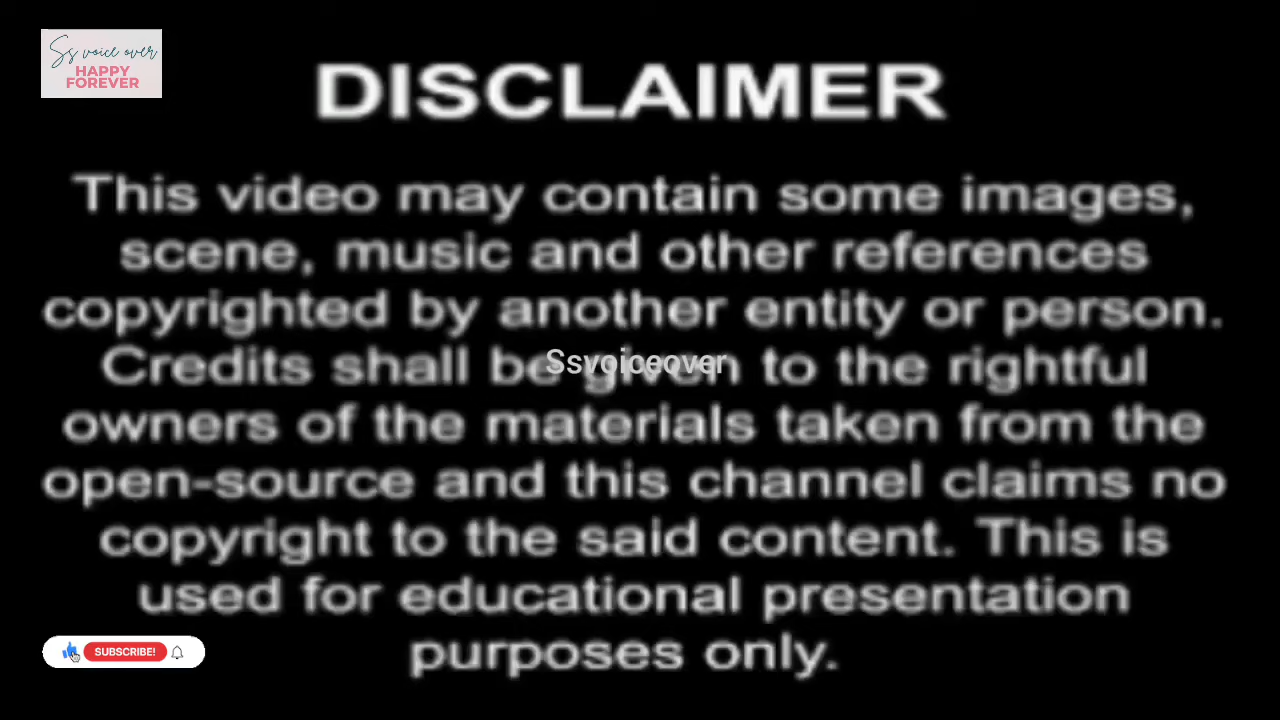 Ss voice over
HAPPY
FOREVER
DISCLAIMER
This video may contain some images,
scene, music and other references
copyrighted by another entity or person.
Credits shall be given to the rightful
Ssvoiceover
owners of the materials taken from the
open-source and this channel claims no
copyright to the said content. This is
used for educational presentation
purposes only.
SUBSCRIBE!